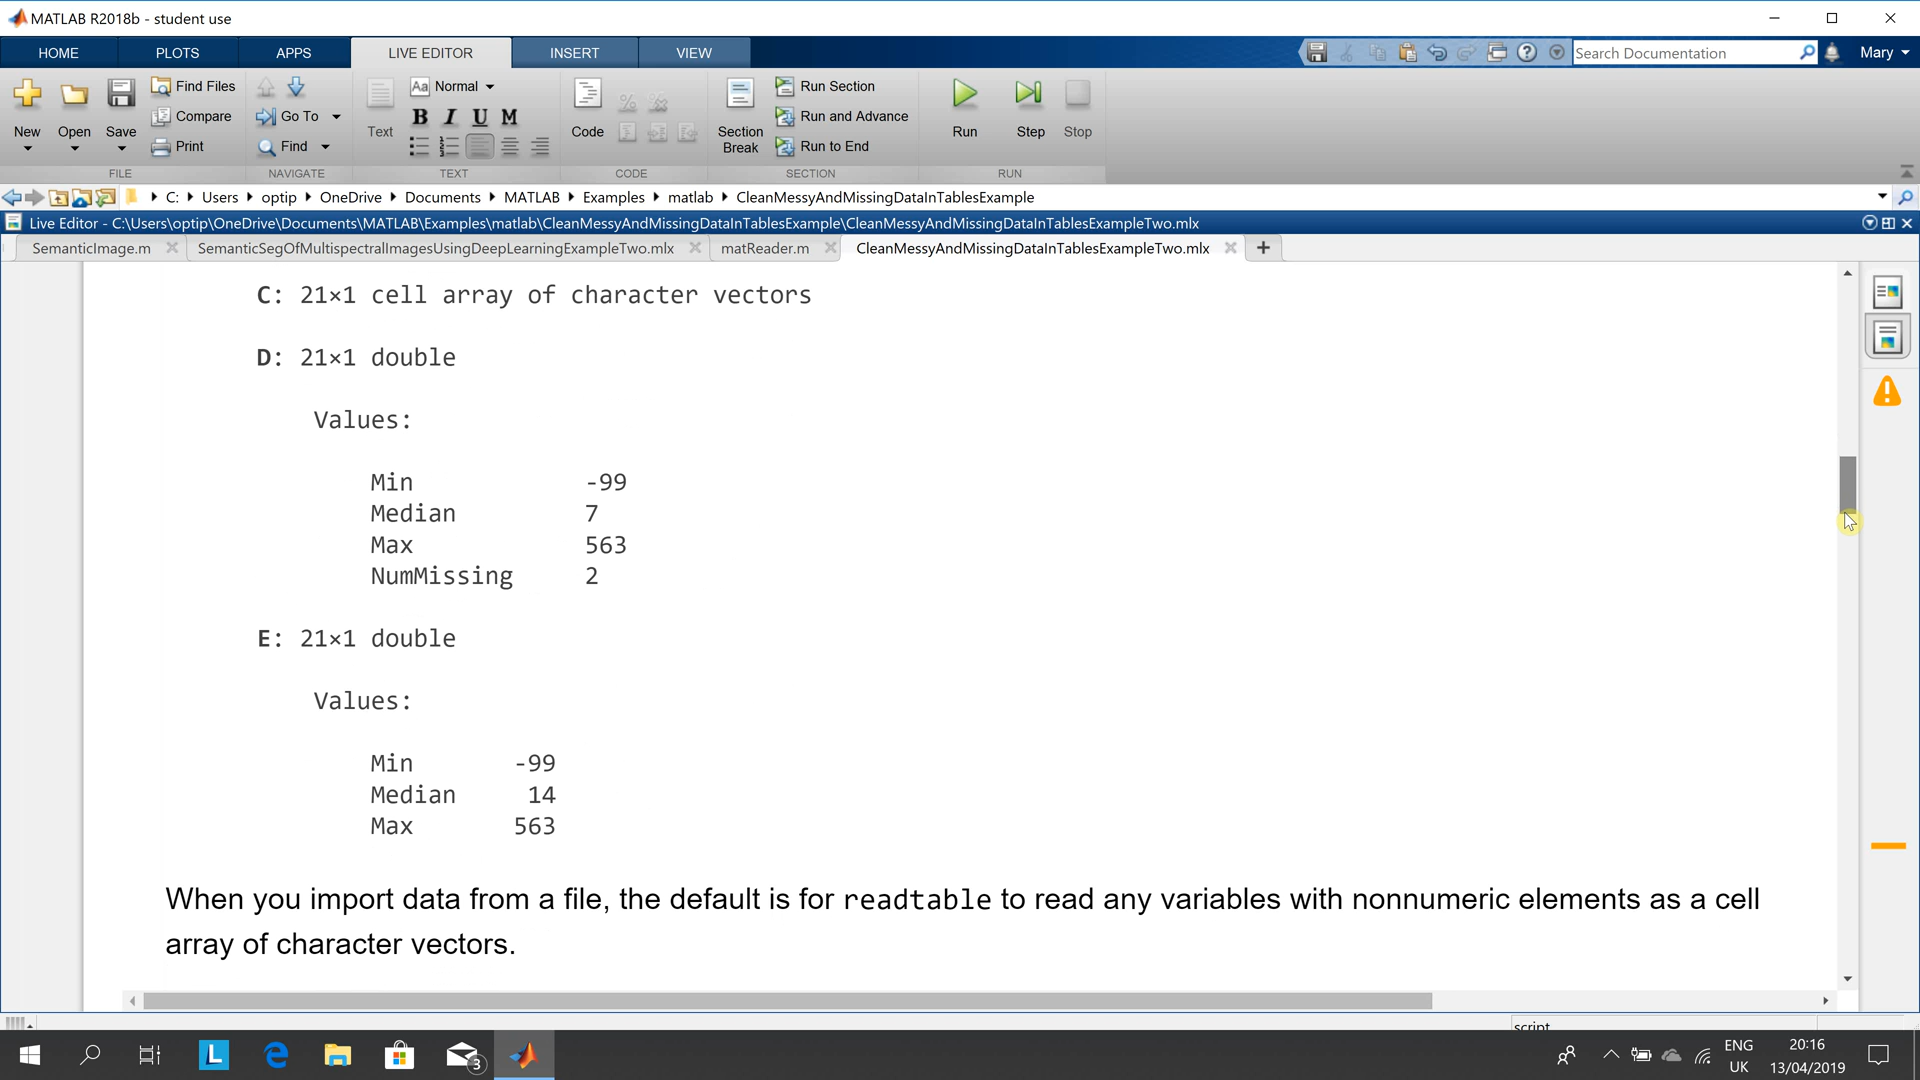 MATLAB R2018b - student use
HOME PLOTS APPS LIVE EDITOR INSERT VIEW Search Documentation Mary
New Open Save Find Files Compare Print
Go To Find
Text Aa Normal B I U M
Code
Section Break Run Section Run and Advance Run to End
Run Step Stop
FILE NAVIGATE TEXT CODE SECTION RUN
C: Users optip OneDrive Documents MATLAB Examples matlab CleanMessyAndMissingDataInTablesExample
Live Editor - C:\Users\optip\OneDrive\Documents\MATLAB\Examples\matlab\CleanMessyAndMissingDataInTablesExample\CleanMessyAndMissingDataInTablesExampleTwo.mlx
SemanticImage.m SemanticSegOfMultispectralImagesUsingDeepLearningExampleTwo.mlx matReader.m CleanMessyAndMissingDataInTablesExampleTwo.mlx
C: 21×1 cell array of character vectors
D: 21×1 double
Values:
Min -99
Median 7
Max 563
NumMissing 2
E: 21×1 double
Values:
Min -99
Median 14
Max 563
When you import data from a file, the default is for readtable to read any variables with nonnumeric elements as a cell
array of character vectors.
script
L 3 ENG 20:16
UK 13/04/2019